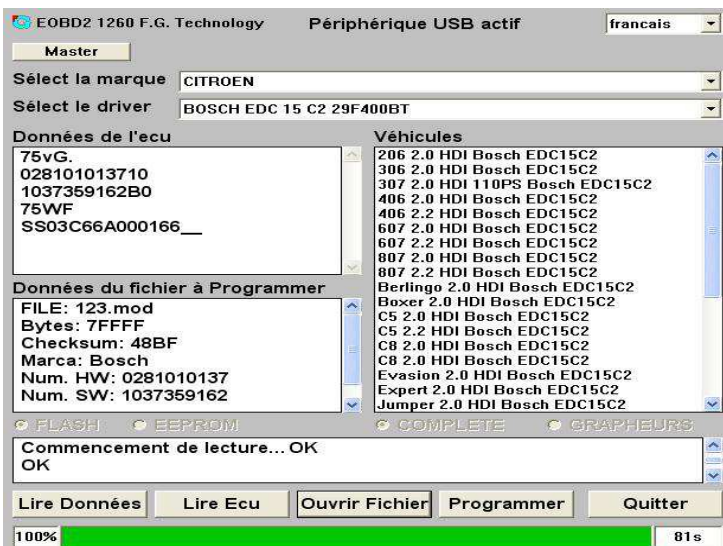 EOBD2 1260 F.G. Technology Périphérique USB actif francais
Master
Sélect la marque CITROEN
Sélect le driver BOSCH EDC 15 C2 29F400BT
Données de l'ecu
75vG.
028101013710
1037359162B0
75WF
SS03C66A000166__
Données du fichier à Programmer
FILE: 123.mod
Bytes: 7FFFF
Checksum: 48BF
Marca: Bosch
Num. HW: 0281010137
Num. SW: 1037359162
FLASH EEPROM
Véhicules
206 2.0 HDI Bosch EDC15C2
306 2.0 HDI Bosch EDC15C2
307 2.0 HDI 110PS Bosch EDC15C2
406 2.0 HDI Bosch EDC15C2
406 2.2 HDI Bosch EDC15C2
607 2.0 HDI Bosch EDC15C2
607 2.2 HDI Bosch EDC15C2
807 2.0 HDI Bosch EDC15C2
807 2.2 HDI Bosch EDC15C2
Berlingo 2.0 HDI Bosch EDC15C2
Boxer 2.0 HDI Bosch EDC15C2
C5 2.0 HDI Bosch EDC15C2
C5 2.2 HDI Bosch EDC15C2
C8 2.0 HDI Bosch EDC15C2
C8 2.2 HDI Bosch EDC15C2
Evasion 2.0 HDI Bosch EDC15C2
Expert 2.0 HDI Bosch EDC15C2
Jumper 2.0 HDI Bosch EDC15C2
COMPLETE GRAPHEURS
Commencement de lecture... OK
OK
Lire Données Lire Ecu Ouvrir Fichier Programmer Quitter
100% 81s